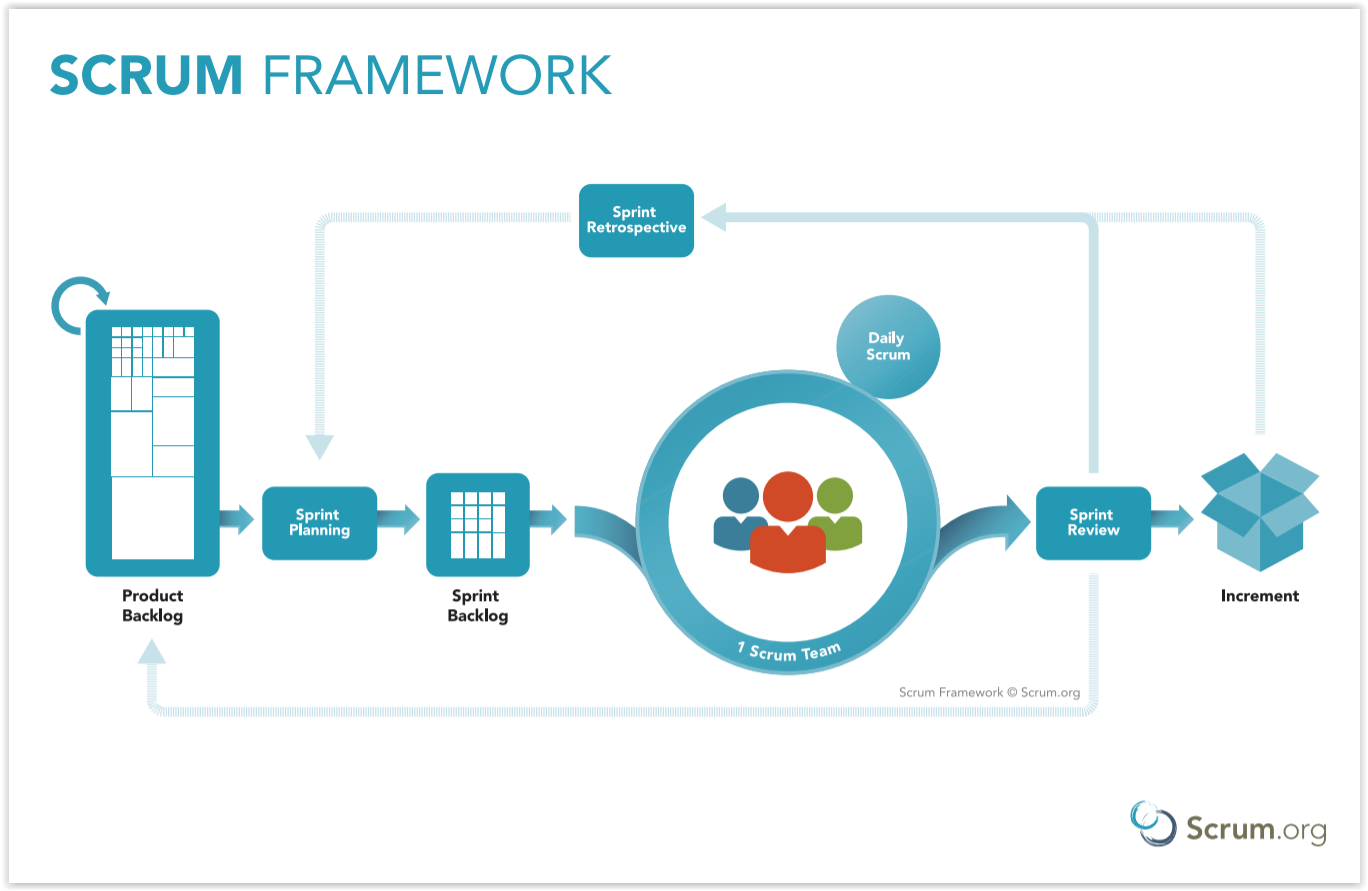 SCRUM FRAMEWORK
Sprint
Retrospective
Daily
Scrum
Sprint
Planning
Sprint
Review
Product
Backlog
Sprint
Backlog
Increment
1 Scrum Team
Scrum Framework © Scrum.org
Scrum.org